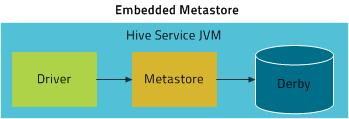 Embedded Metastore
Hive Service JVM
Driver
Metastore
Derby